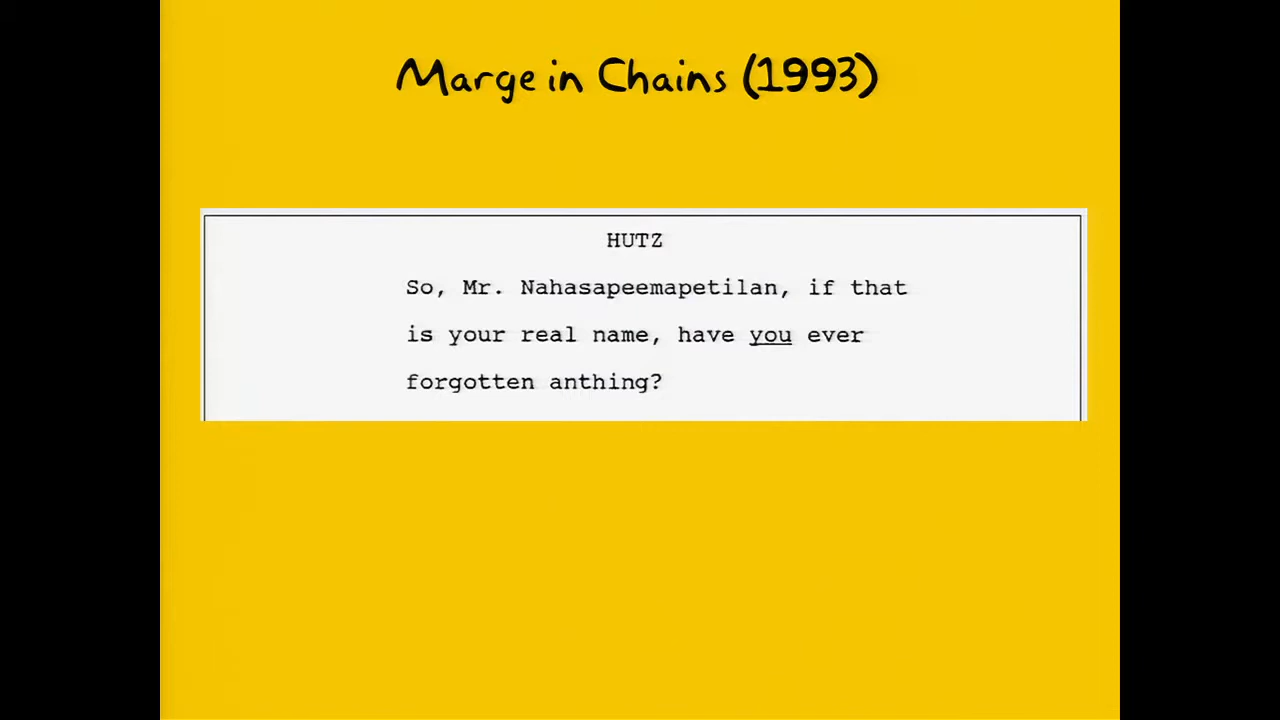 Marge in Chains (1993)
HUTZ
So, Mr. Nahasapeemapetilan, if that
is your real name, have you ever
forgotten anthing?